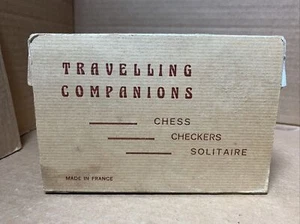 TRAVELLING
COMPANIONS
CHESS
CHECKERS
SOLITAIRE
MADE IN FRANCE